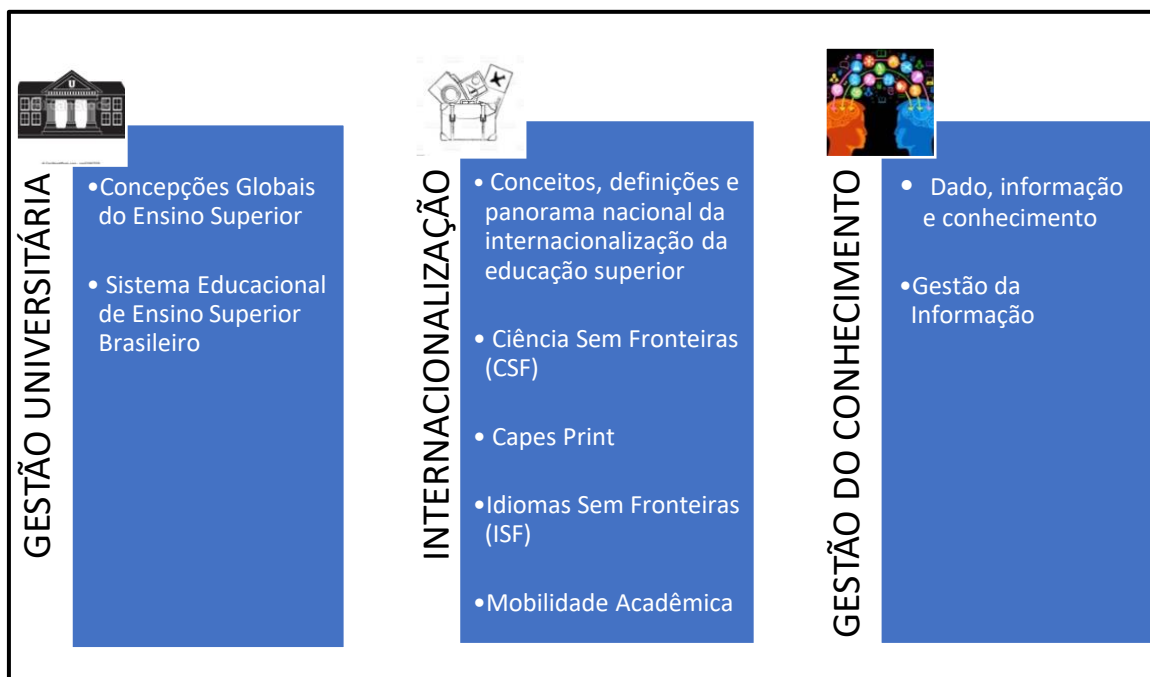 GESTÃO UNIVERSITÁRIA
•Concepções Globais
do Ensino Superior
• Sistema Educacional
de Ensino Superior
Brasileiro
INTERNACIONALIZAÇÃO
• Conceitos, definições e
panorama nacional da
internacionalização da
educação superior
• Ciência Sem Fronteiras
(CSF)
• Capes Print
•Idiomas Sem Fronteiras
(ISF)
•Mobilidade Acadêmica
GESTÃO DO CONHECIMENTO
• Dado, informação
e conhecimento
•Gestão da
Informação